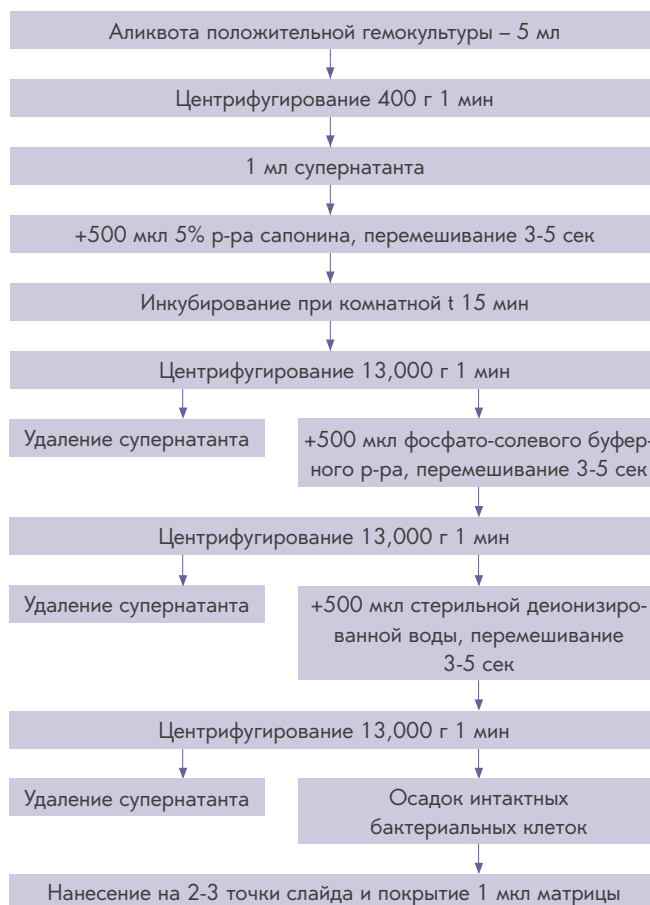 Аликвота положительной гемокультуры – 5 мл
Центрифугирование 400 г 1 мин
1 мл супернатанта
+500 мкл 5% р-ра сапонина, перемешивание 3-5 сек
Инкубирование при комнатной t 15 мин
Центрифугирование 13,000 г 1 мин
Удаление супернатанта
+500 мкл фосфато-солевого буфер-
ного р-ра, перемешивание 3-5 сек
Центрифугирование 13,000 г 1 мин
Удаление супернатанта
+500 мкл стерильной деионизиро-
ванной воды, перемешивание
3-5 сек
Центрифугирование 13,000 г 1 мин
Удаление супернатанта
Осадок интактных
бактериальных клеток
Нанесение на 2-3 точки слайда и покрытие 1 мкл матрицы